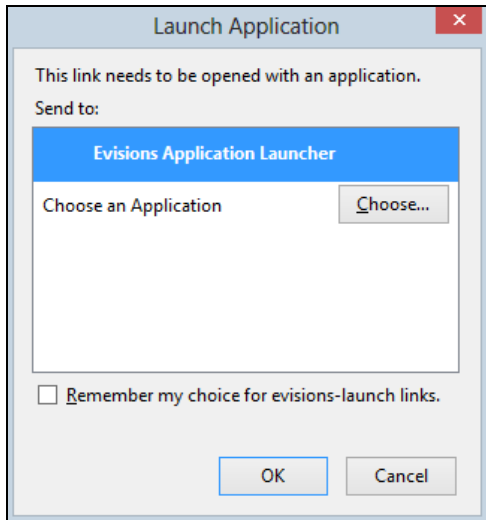 Launch Application
This link needs to be opened with an application.
Send to:
Evisions Application Launcher
Choose an Application
Choose...
Remember my choice for evisions-launch links.
OK
Cancel